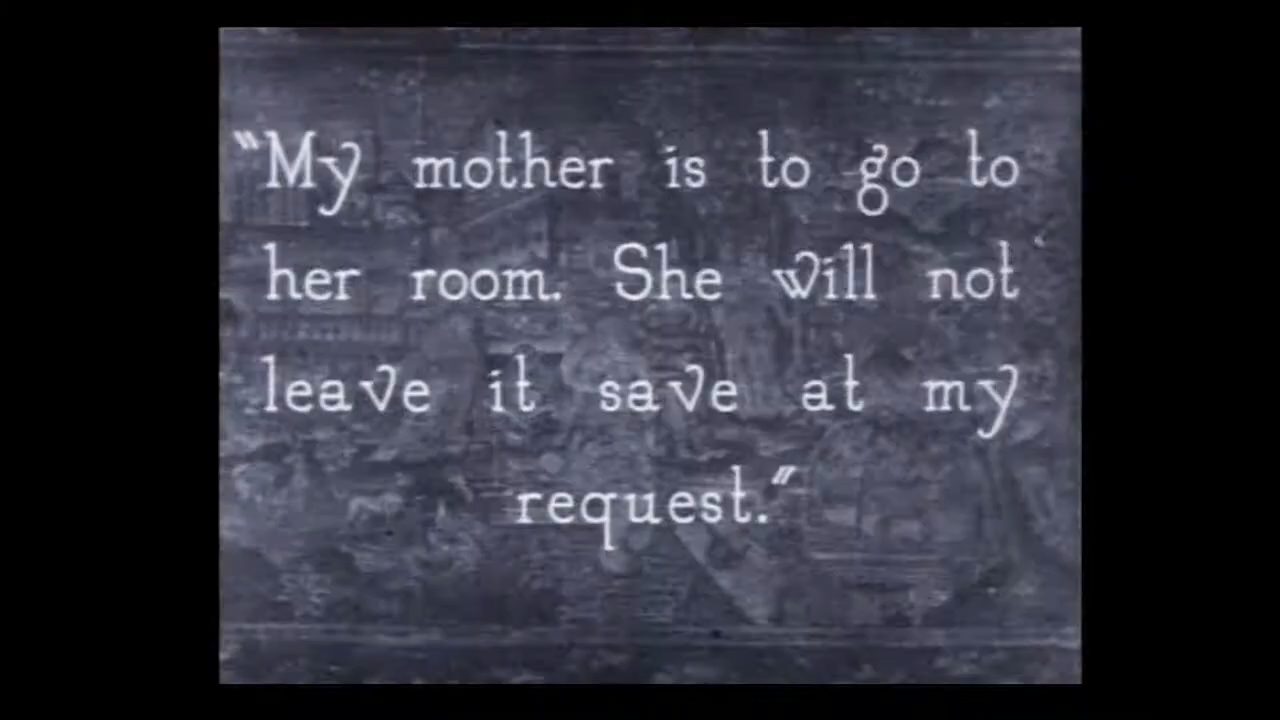 "My mother is to go to
her room. She will not
leave it save at my
request."